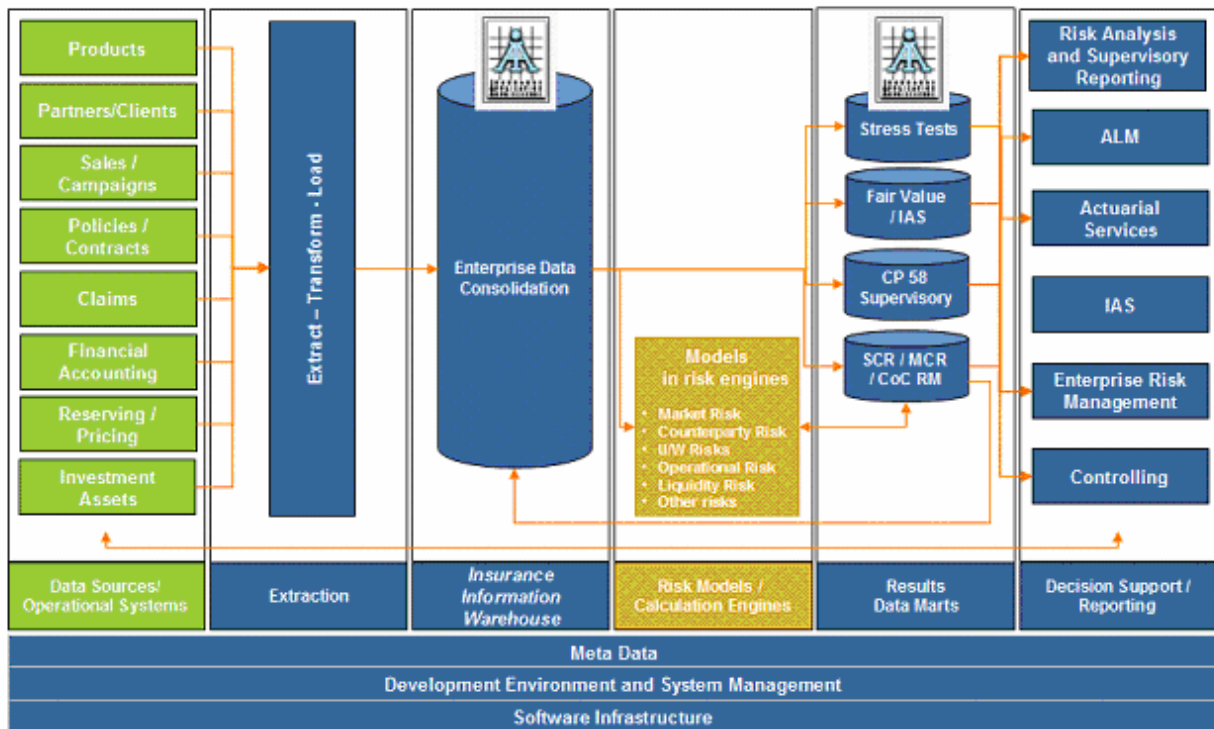 Products
Partners/Clients
Sales /
Campaigns
Policies /
Contracts
Claims
Financial
Accounting
Reserving /
Pricing
Investment
Assets
Data Sources/
Operational Systems
Extract – Transform - Load
Extraction
Enterprise Data
Consolidation
Insurance
Information
Warehouse
Models
in risk engines
• Market Risk
• Counterparty Risk
• U/W Risks
• Operational Risk
• Liquidity Risk
• Other risks
Risk Models /
Calculation Engines
Stress Tests
Fair Value
/ IAS
CP 58
Supervisory
SCR / MCR
/ CoC RM
Results
Data Marts
Risk Analysis
and Supervisory
Reporting
ALM
Actuarial
Services
IAS
Enterprise Risk
Management
Controlling
Decision Support /
Reporting
Meta Data
Development Environment and System Management
Software Infrastructure